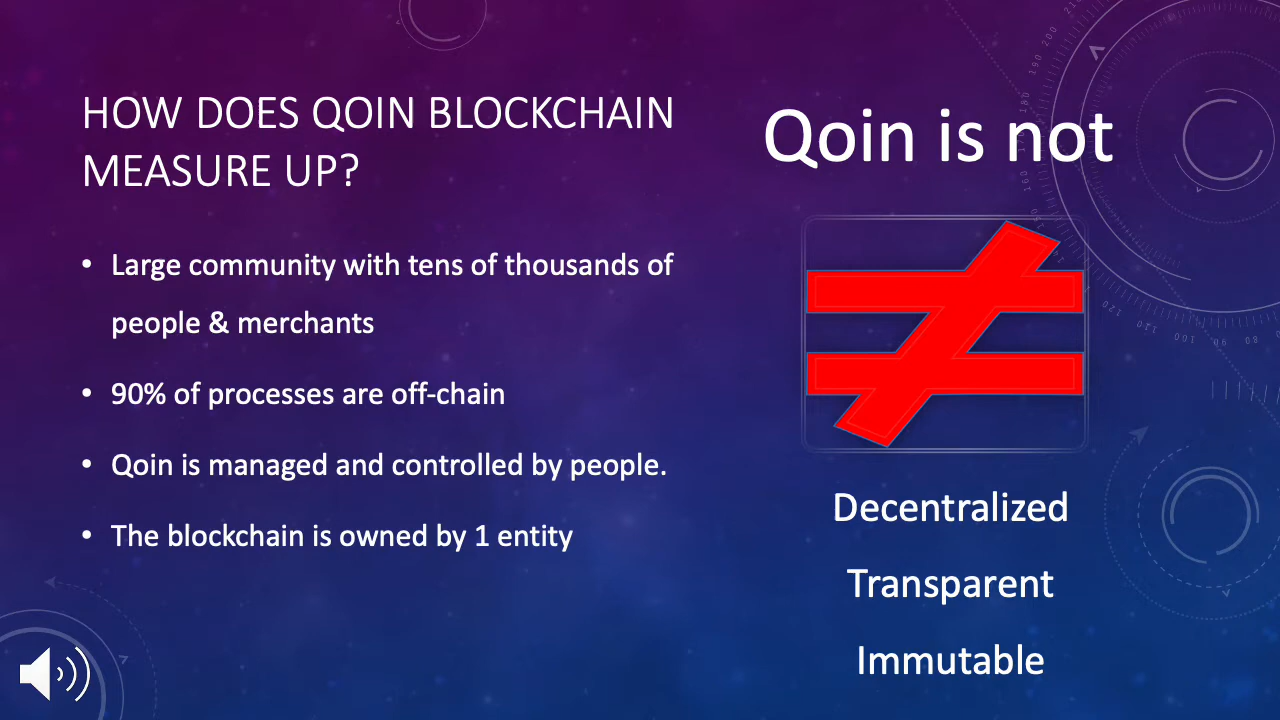 HOW DOES QOIN BLOCKCHAIN
MEASURE UP?
• Large community with tens of thousands of
people & merchants
• 90% of processes are off-chain
• Qoin is managed and controlled by people.
• The blockchain is owned by 1 entity
Qoin is not
Decentralized
Transparent
Immutable